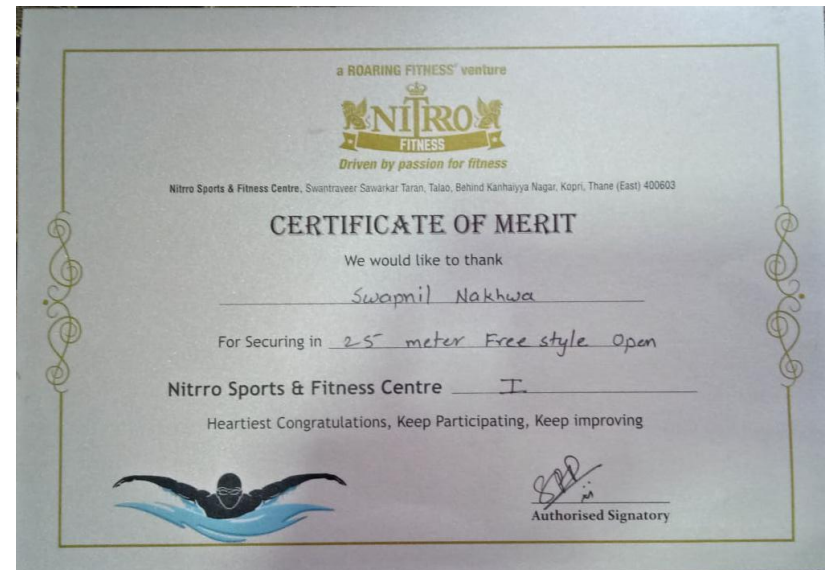 a ROARING FITNESS' venture
NITRRO
FITNESS
Driven by passion for fitness
Nitrro Sports & Fitness Centre, Swantraveer Sawarkar Taran, Talao, Behind Kanhaiyya Nagar, Kopri, Thane (East) 400603
CERTIFICATE OF MERIT
We would like to thank
Swapnil Nakhwa
For Securing in 25 meter Free style Open
Nitrro Sports & Fitness Centre I
Heartiest Congratulations, Keep Participating, Keep improving
Authorised Signatory